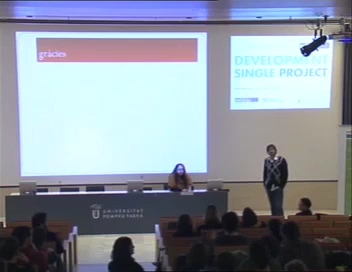 gràcies
DEVELOPMENT
SINGLE PROJECT
UNIVERSITAT
POMPEU FABRA